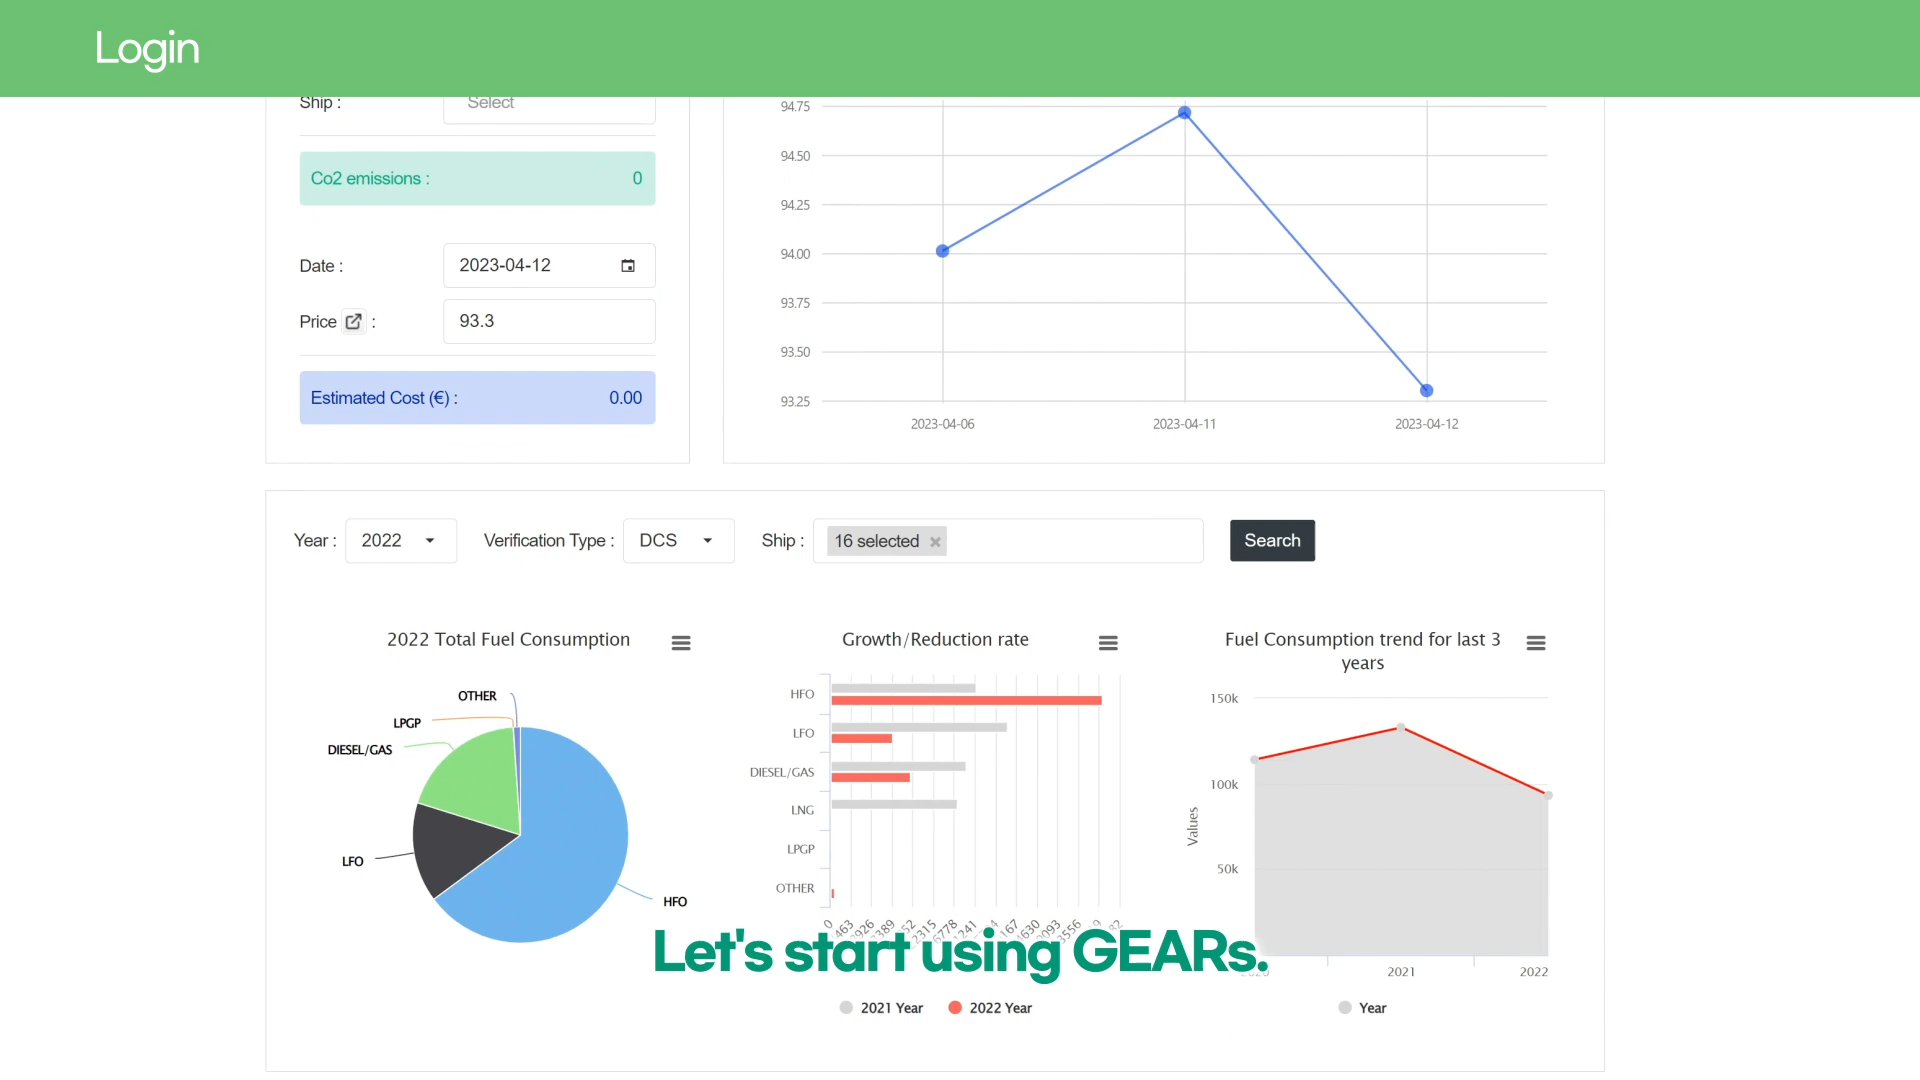 Login
Ship :
Select
Co2 emissions :
0
Date :
2023-04-12
Price :
93.3
Estimated Cost (€) :
0.00
94.75
94.50
94.25
94.00
93.75
93.50
93.25
2023-04-06
2023-04-11
2023-04-12
Year :
2022
Verification Type :
DCS
Ship :
16 selected
Search
2022 Total Fuel Consumption
OTHER
LPGP
DIESEL/GAS
LFO
HFO
Growth/Reduction rate
HFO
LFO
DIESEL/GAS
LNG
LPGP
OTHER
0
2021 Year
2022 Year
Fuel Consumption trend for last 3
years
150k
100k
50k
Values
2021
2022
Year
Let's start using GEARs.